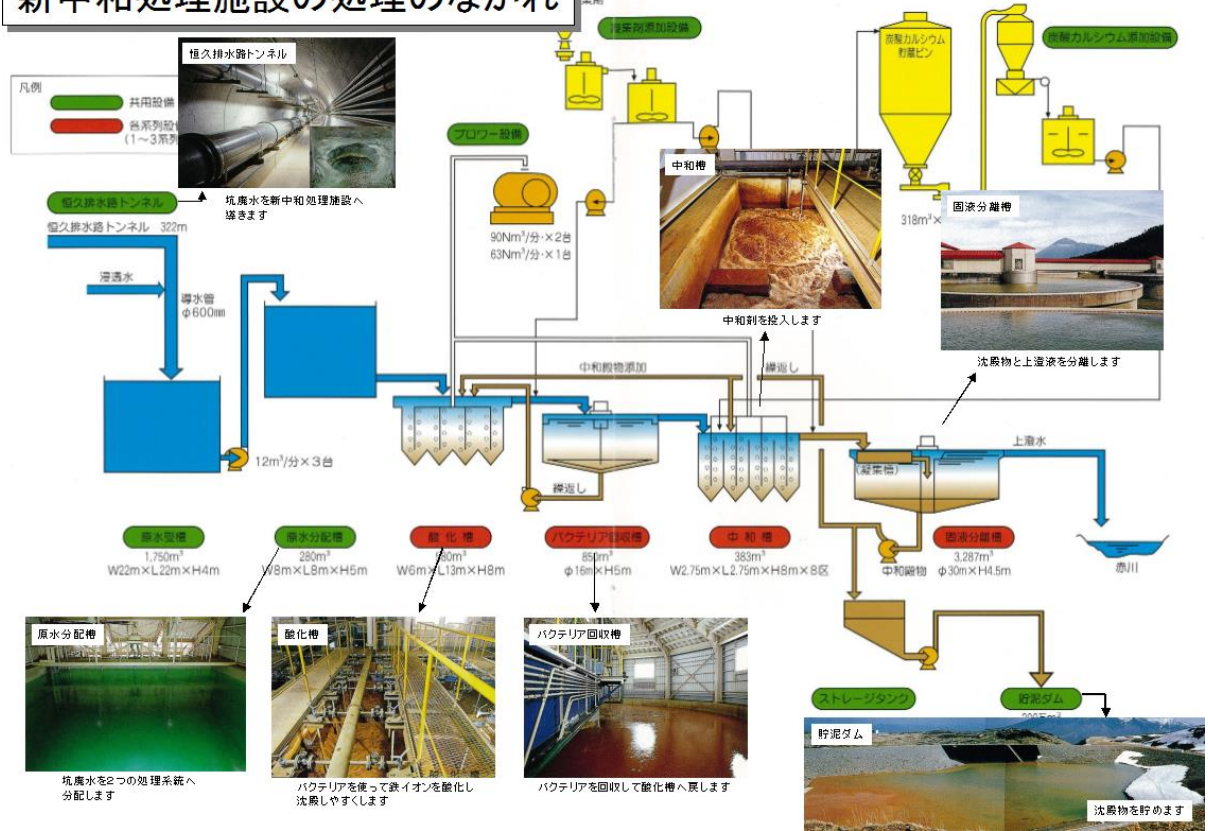 新中和処理施設の処理のながれ
凡例
共用設備
各系列設備
(1～3系列
恒久排水路トンネル
坑廃水を新中和処理施設へ
導きます
恒久排水路トンネル
恒久排水路トンネル 322m
浸透水
導水管
φ600㎜
12m³/分×3台
ブロワー設備
90Nm³/分・×2台
63Nm³/分・×1台
凝集剤添加設備
炭酸カルシウム
貯蔵ビン
318m³×
炭酸カルシウム添加設備
中和槽
中和剤を投入します
固液分離槽
沈殿物と上澄液を分離します
中和殿物添加
繰返し
繰返し
(凝集槽)
上澄水
赤川
中和殿物
原水受槽
1,750m³
W22m×L22m×H4m
原水分配槽
280m³
W8m×L8m×H5m
酸化槽
W6m×L13m×H8m
バクテリア回収槽
850m³
φ16m×H5m
中和槽
383m³
W2.75m×L2.75m×H8m×8区
固液分離槽
3,287m³
φ30m×H4.5m
原水分配槽
坑廃水を2つの処理系統へ
分配します
酸化槽
バクテリアを使って鉄イオンを酸化し
沈殿しやすくします
バクテリア回収槽
バクテリアを回収して酸化槽へ戻します
ストレージタンク
貯泥ダム
貯泥ダム
沈殿物を貯めます